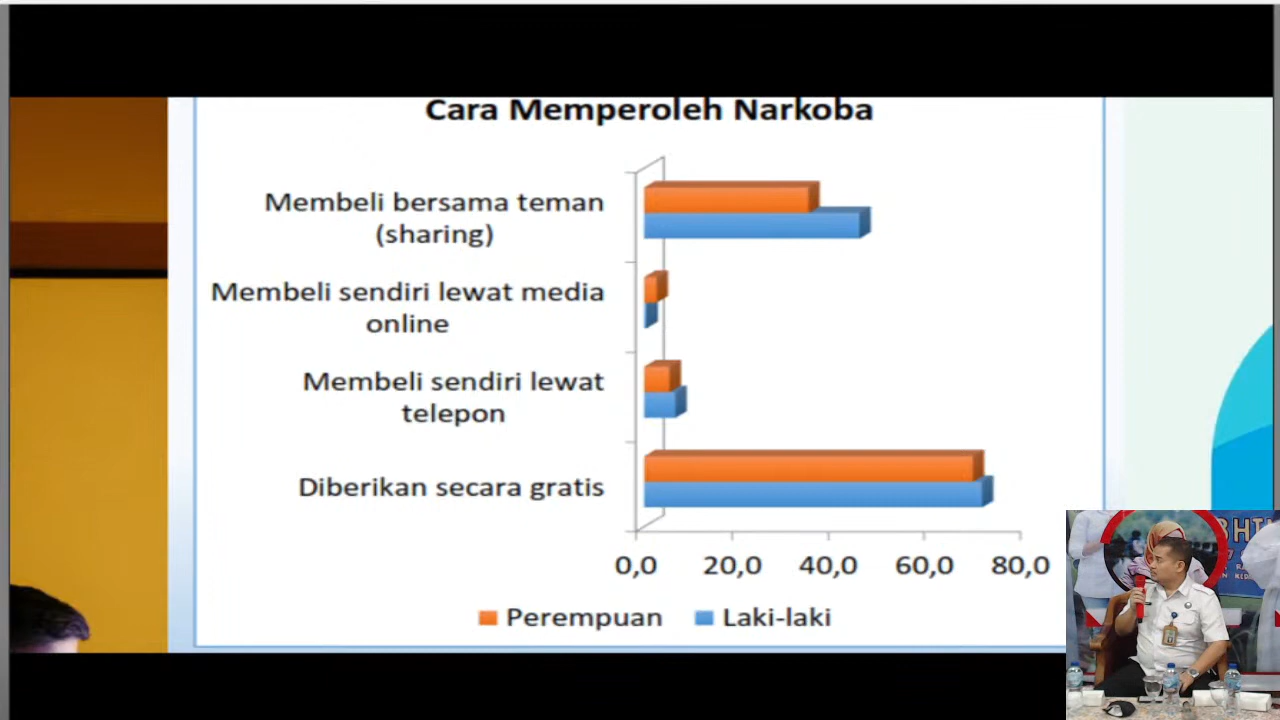 Cara Memperoleh Narkoba
Membeli bersama teman
(sharing)
Membeli sendiri lewat media
online
Membeli sendiri lewat
telepon
Diberikan secara gratis
0,0 20,0 40,0 60,0 80,0
Perempuan Laki-laki